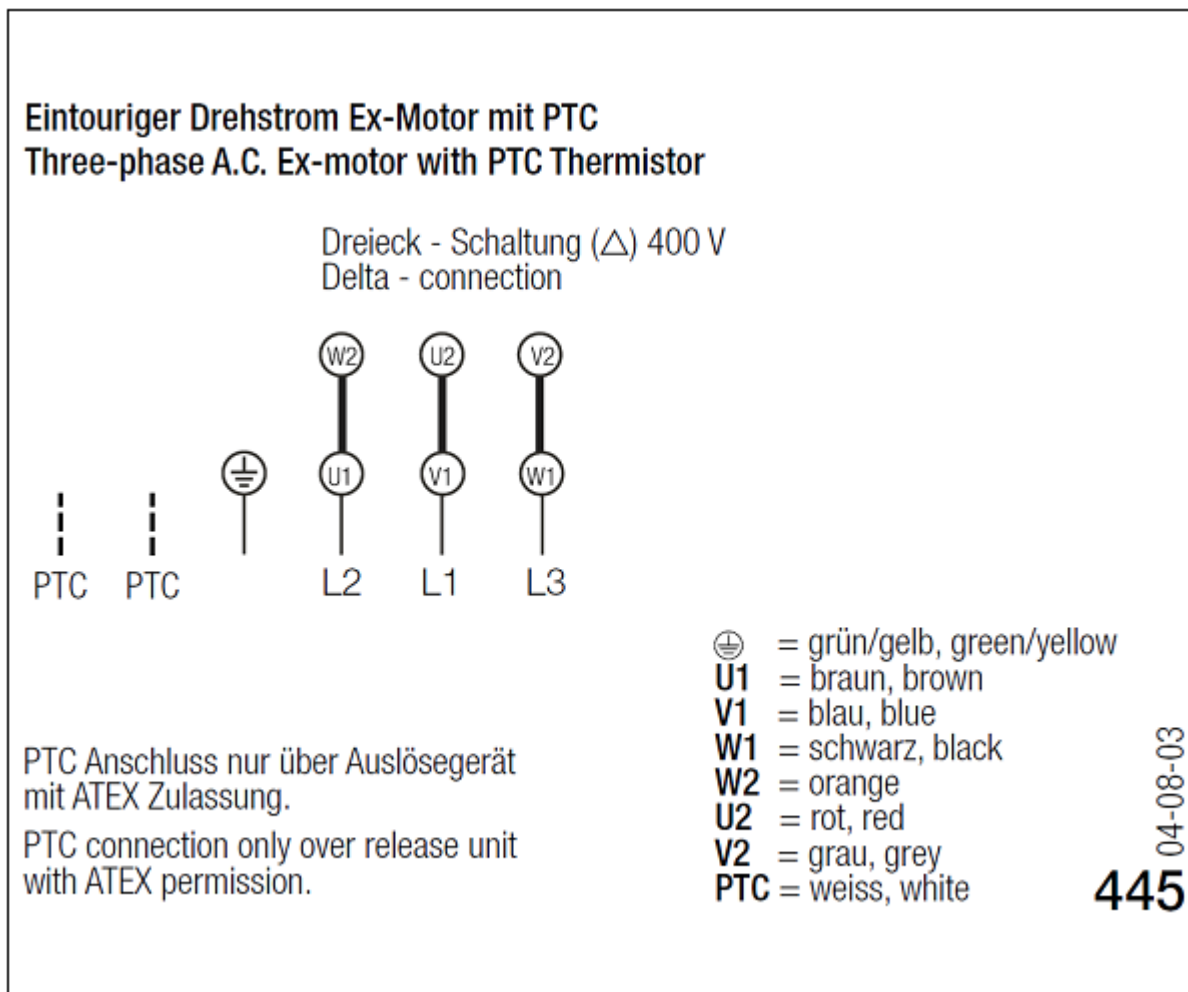 Eintouriger Drehstrom Ex-Motor mit PTC
Three-phase A.C. Ex-motor with PTC Thermistor
Dreieck - Schaltung (△) 400 V
Delta - connection
W2 U2 V2
U1 V1 W1
PTC PTC L2 L1 L3
= grün/gelb, green/yellow
U1 = braun, brown
V1 = blau, blue
W1 = schwarz, black
W2 = orange
U2 = rot, red
V2 = grau, grey
PTC = weiss, white
PTC Anschluss nur über Auslösegerät
mit ATEX Zulassung.
PTC connection only over release unit
with ATEX permission.
04-08-03
445